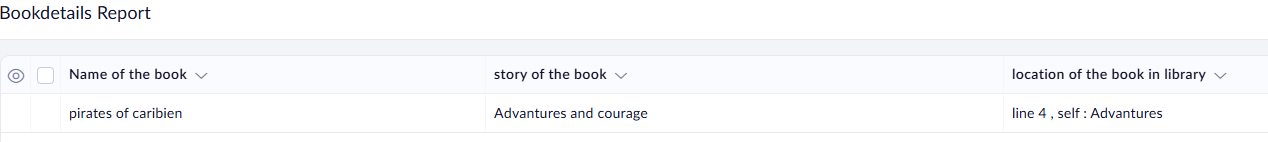 Bookdetails Report
Name of the book story of the book location of the book in library
pirates of caribien Advantures and courage line 4 , self : Advantures